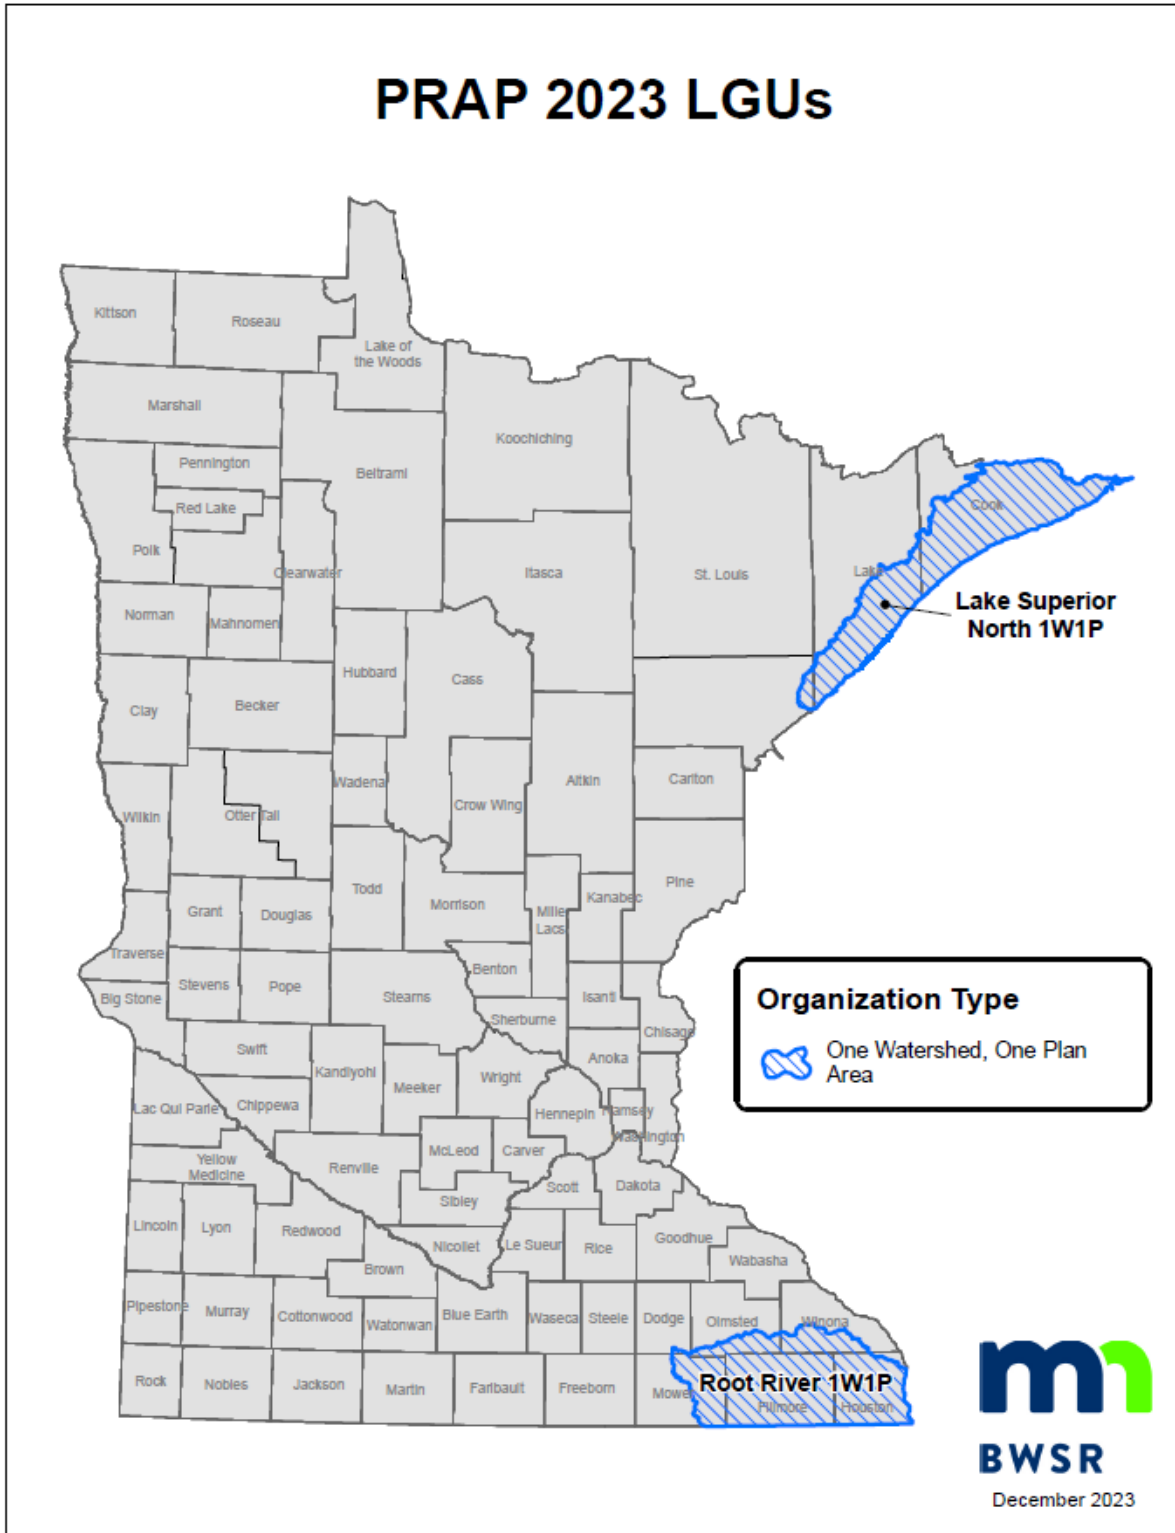 PRAP 2023 LGUs
Kittson
Roseau
Lake of
the Woods
Marshall
Koochiching
Pennington
Beltrami
Red Lake
Cook
Polk
Clearwater
Itasca
St. Louis
Lake
Lake Superior
North 1W1P
Norman
Mahnomen
Hubbard
Cass
Clay
Becker
Wadena
Aitkin
Carlton
Crow Wing
Wilkin
Otter Tail
Todd
Pine
Morrison
Mille
Lacs
Kanabec
Grant
Douglas
Traverse
Benton
Big Stone
Stevens
Pope
Stearns
Isanti
Sherburne
Chisago
Organization Type
One Watershed, One Plan
Area
Swift
Kandiyohi
Anoka
Meeker
Wright
Lac Qui Parle
Chippewa
Hennepin
Ramsey
Washington
Yellow
Medicine
Renville
McLeod
Carver
Scott
Dakota
Sibley
Lincoln
Lyon
Redwood
Nicollet
Le Sueur
Rice
Goodhue
Wabasha
Brown
Pipestone
Murray
Cottonwood
Watonwan
Blue Earth
Waseca
Steele
Dodge
Olmsted
Winona
Rock
Nobles
Jackson
Martin
Faribault
Freeborn
Mower
Root River 1W1P
Fillmore
Houston
mn
BWSR
December 2023